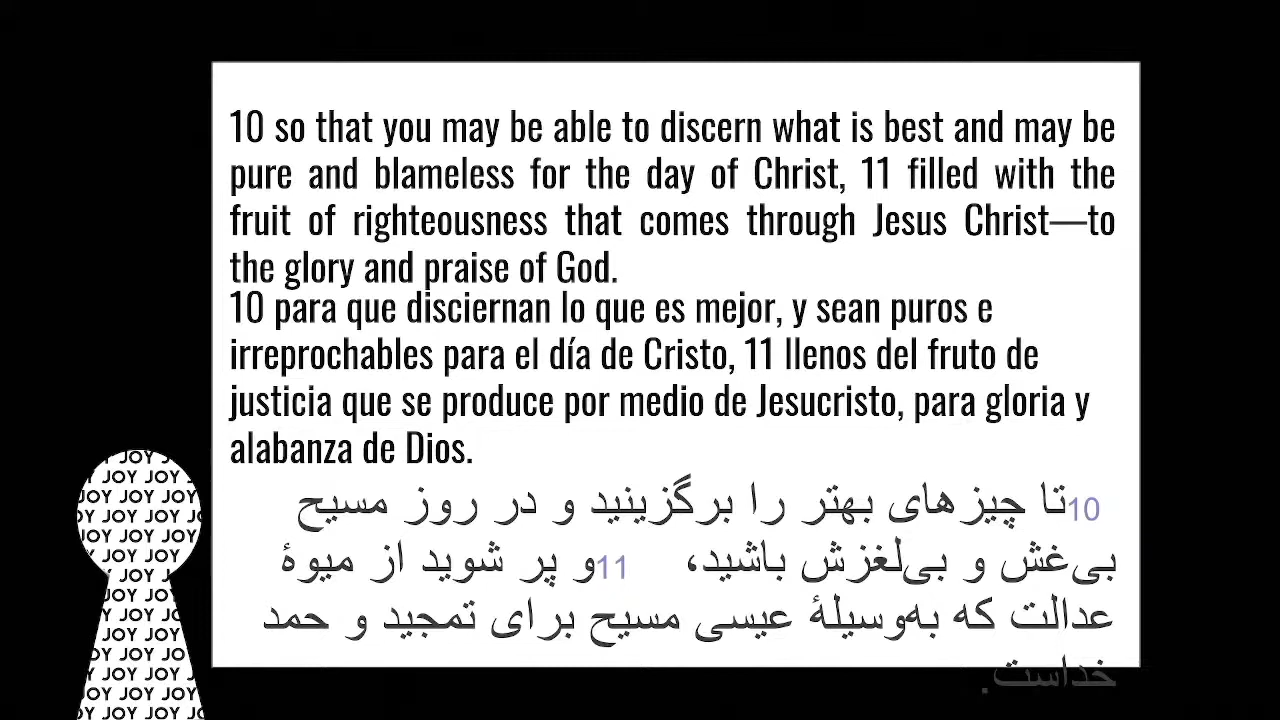 10 so that you may be able to discern what is best and may be
pure and blameless for the day of Christ, 11 filled with the
fruit of righteousness that comes through Jesus Christ—to
the glory and praise of God.
10 para que disciernan lo que es mejor, y sean puros e
irreprochables para el día de Cristo, 11 llenos del fruto de
justicia que se produce por medio de Jesucristo, para gloria y
alabanza de Dios.
10تا چیزهای بهتر را برگزینید و در روز مسیح
بی‌غش و بی‌لغزش باشید، 11و پر شوید از میوهٔ
عدالت که به‌وسیلهٔ عیسی مسیح برای تمجید و حمد
خداست.
JOY JOY
JOY JOY
JOY JOY JOY
JOY JOY JOY
JOY JOY JOY
JOY JOY
JOY JOY
JOY JOY
JOY JOY
JOY JOY
JOY JOY
JOY JOY JOY
JOY JOY JOY
JOY JOY JOY